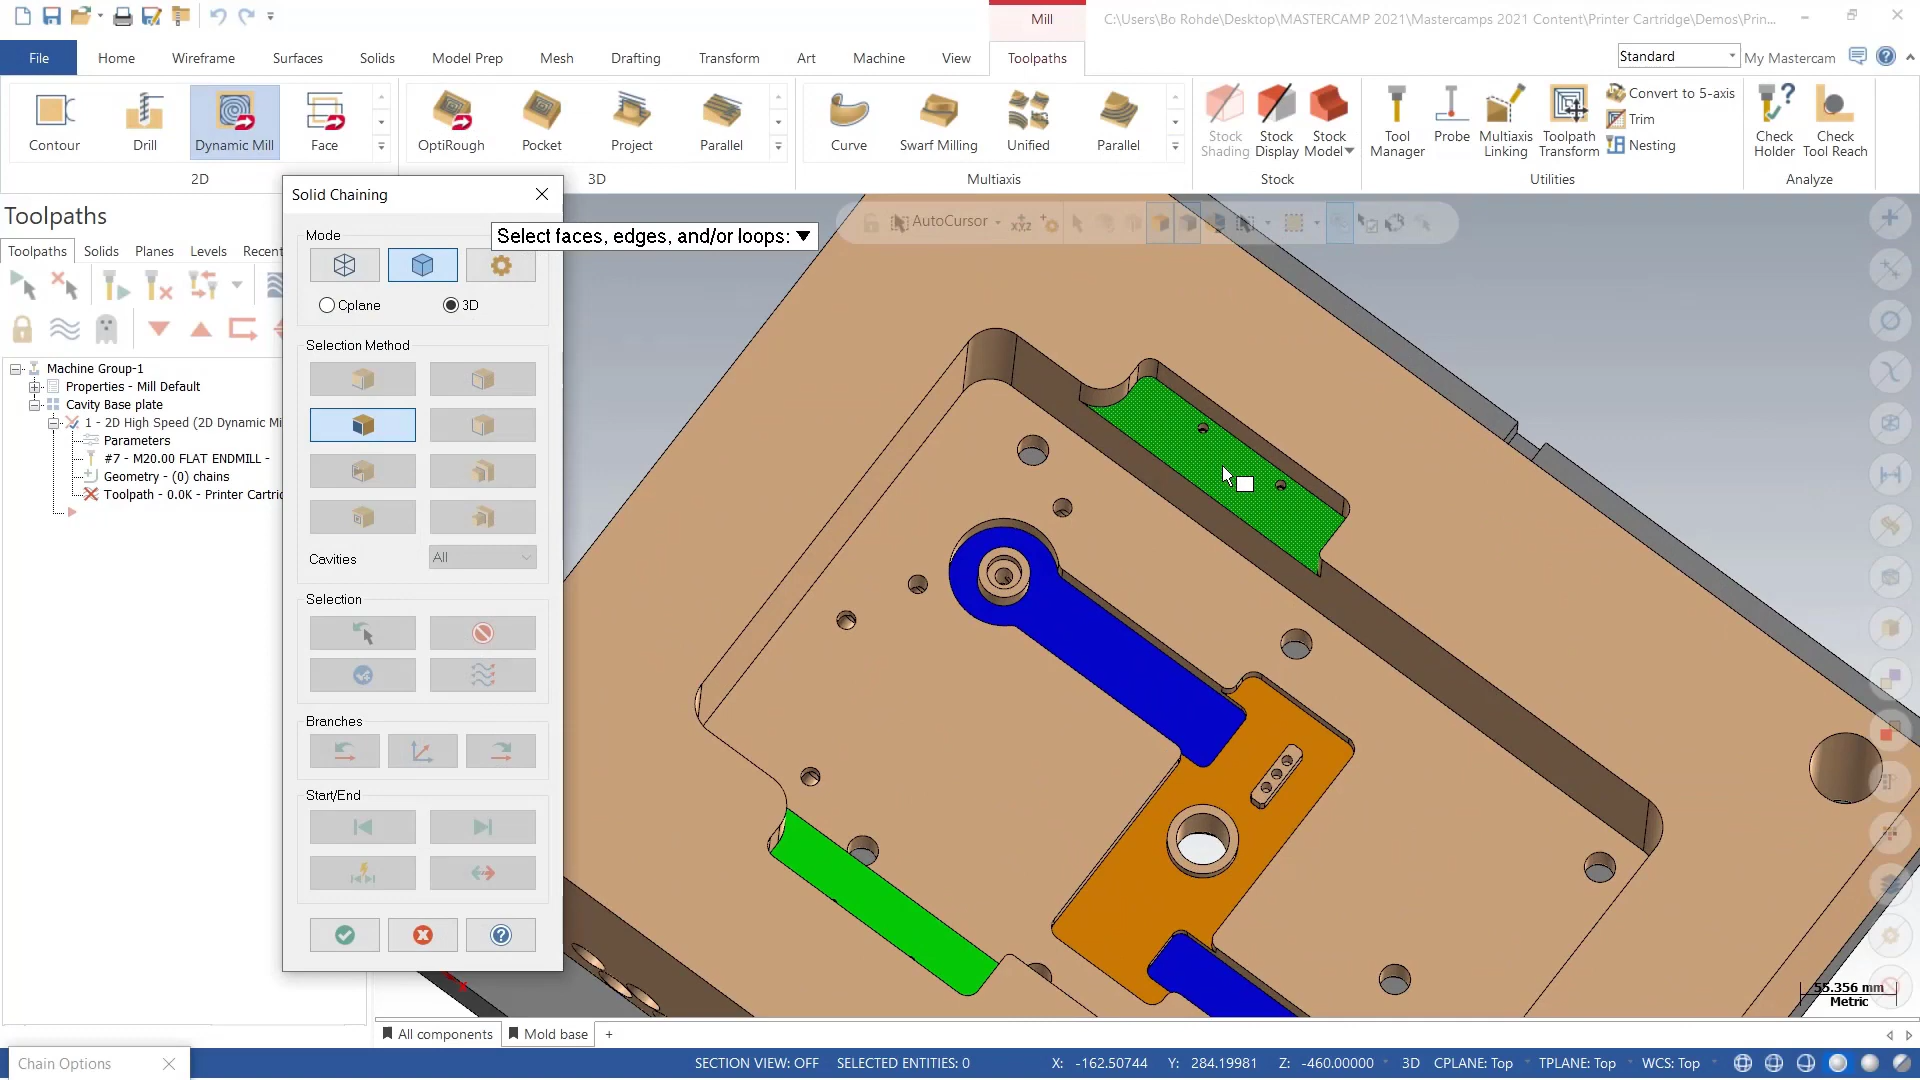 Mill
C:\Users\Bo Rohde\Desktop\MASTERCAMP 2021\Mastercamps 2021 Content\Printer Cartridge\Demos\Prin...
File
Home
Wireframe
Surfaces
Solids
Model Prep
Mesh
Drafting
Transform
Art
Machine
View
Toolpaths
Standard
My Mastercam
Contour
Drill
Dynamic Mill
Face
2D
OptiRough
Pocket
Project
Parallel
3D
Curve
Swarf Milling
Unified
Parallel
Multiaxis
Stock Shading
Stock Display
Stock Model
Stock
Tool Manager
Probe
Multiaxis Linking
Toolpath Transform
Convert to 5-axis
Trim
Nesting
Utilities
Check Holder
Check Tool Reach
Analyze
Toolpaths
Toolpaths
Solids
Planes
Levels
Recent
Machine Group-1
Properties - Mill Default
Cavity Base plate
1 - 2D High Speed (2D Dynamic Mi
Parameters
#7 - M20.00 FLAT ENDMILL -
Geometry - (0) chains
Toolpath - 0.0K - Printer Cartric
Solid Chaining
Mode
Cplane
3D
Selection Method
Cavities
All
Selection
Branches
Start/End
Select faces, edges, and/or loops:
AutoCursor
55.356 mm
Metric
All components
Mold base
+
Chain Options
SECTION VIEW: OFF
SELECTED ENTITIES: 0
X: -162.50744
Y: 284.19981
Z: -460.00000
3D
CPLANE: Top
TPLANE: Top
WCS: Top